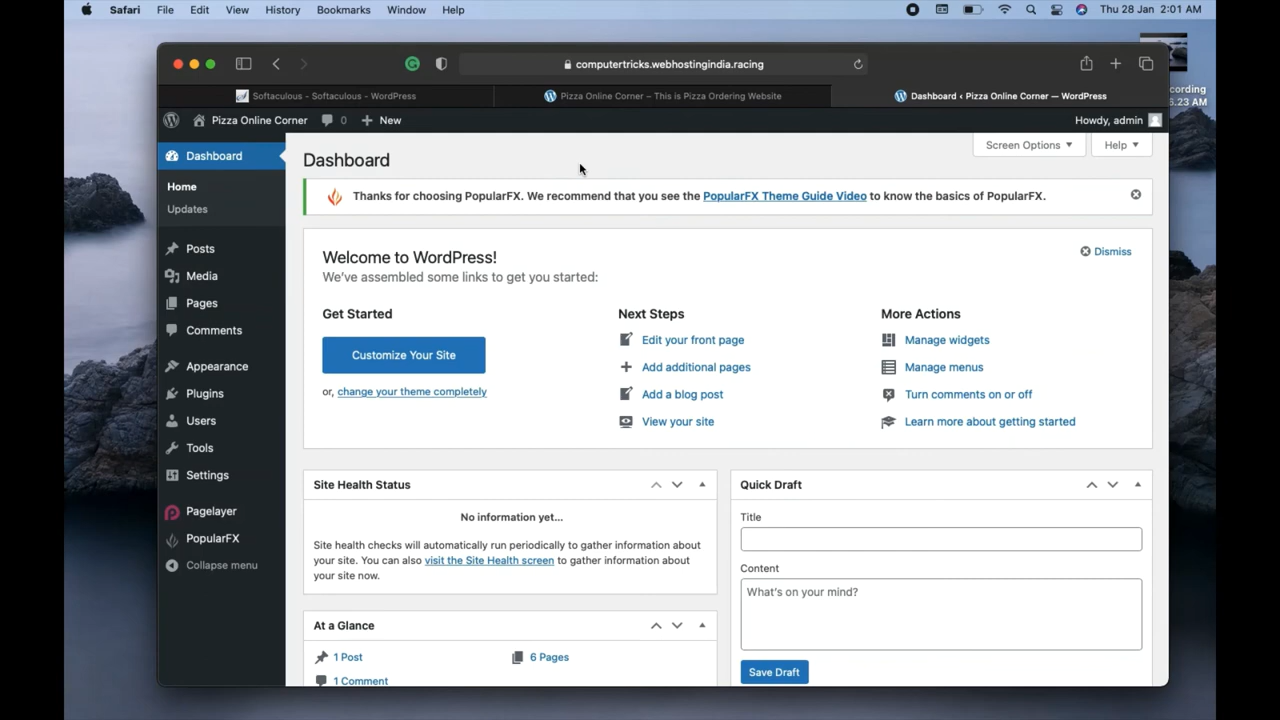 Safari File Edit View History Bookmarks Window Help Thu 28 Jan 2:01 AM
computertricks.webhostingindia.racing
Softaculous - Softaculous - WordPress Pizza Online Corner – This is Pizza Ordering Website Dashboard ‹ Pizza Online Corner — WordPress
cording
5.23 AM
Pizza Online Corner 0 New Howdy, admin
Screen Options Help
Dashboard
Home
Updates
Posts
Media
Pages
Comments
Appearance
Plugins
Users
Tools
Settings
Pagelayer
PopularFX
Collapse menu
Dashboard
Thanks for choosing PopularFX. We recommend that you see the PopularFX Theme Guide Video to know the basics of PopularFX.
Welcome to WordPress!
Dismiss
We've assembled some links to get you started:
Get Started
Customize Your Site
or, change your theme completely
Next Steps
Edit your front page
Add additional pages
Add a blog post
View your site
More Actions
Manage widgets
Manage menus
Turn comments on or off
Learn more about getting started
Site Health Status
No information yet...
Site health checks will automatically run periodically to gather information about
your site. You can also visit the Site Health screen to gather information about
your site now.
At a Glance
1 Post 6 Pages
1 Comment
Quick Draft
Title
Content
What's on your mind?
Save Draft